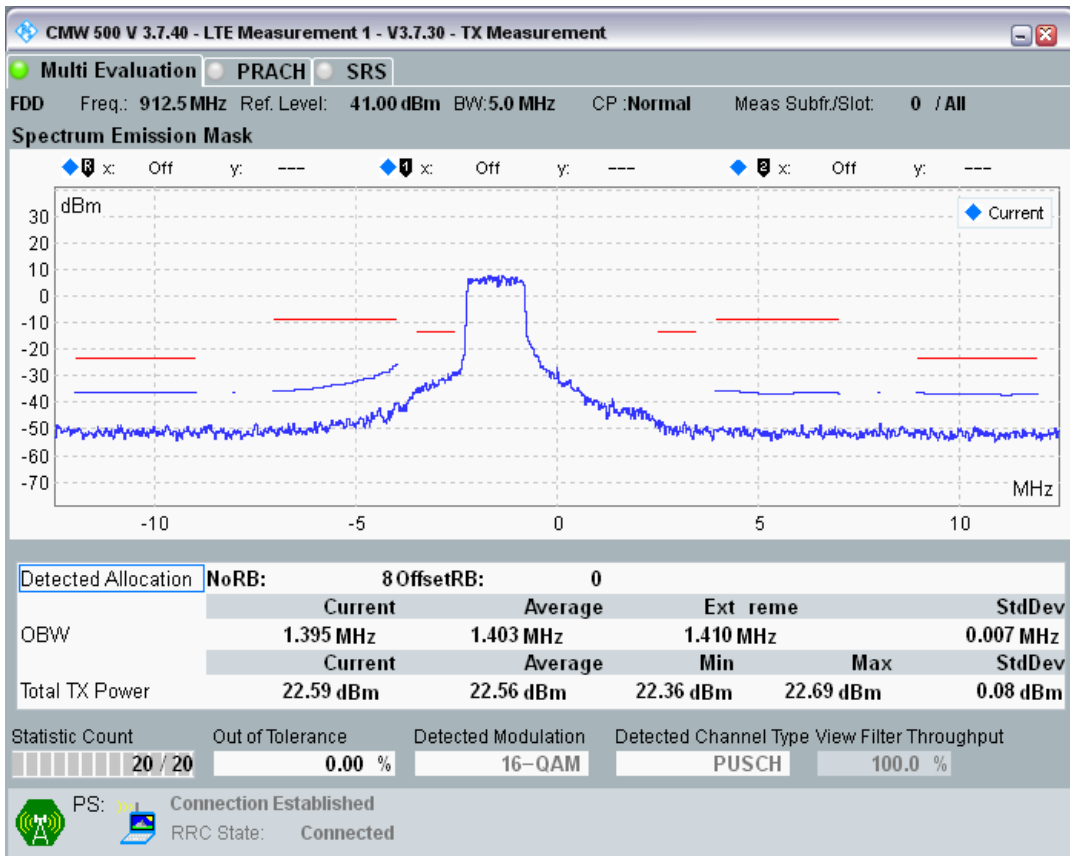 CMW 500 V 3.7.40 - LTE Measurement 1 - V3.7.30 - TX Measurement
Multi Evaluation PRACH SRS
FDD Freq.: 912.5 MHz Ref. Level: 41.00 dBm BW:5.0 MHz CP :Normal Meas Subfr./Slot: 0 / All
Spectrum Emission Mask
R x: Off y: --- 1 x: Off y: --- 2 x: Off y: ---
dBm
Current
30
20
10
0
-10
-20
-30
-40
-50
-60
-70
MHz
-10 -5 0 5 10
Detected Allocation NoRB: 8 OffsetRB: 0
Current Average Ext reme StdDev
OBW 1.395 MHz 1.403 MHz 1.410 MHz 0.007 MHz
Current Average Min Max StdDev
Total TX Power 22.59 dBm 22.56 dBm 22.36 dBm 22.69 dBm 0.08 dBm
Statistic Count Out of Tolerance Detected Modulation Detected Channel Type View Filter Throughput
20 / 20 0.00 % 16-QAM PUSCH 100.0 %
PS: Connection Established
RRC State: Connected